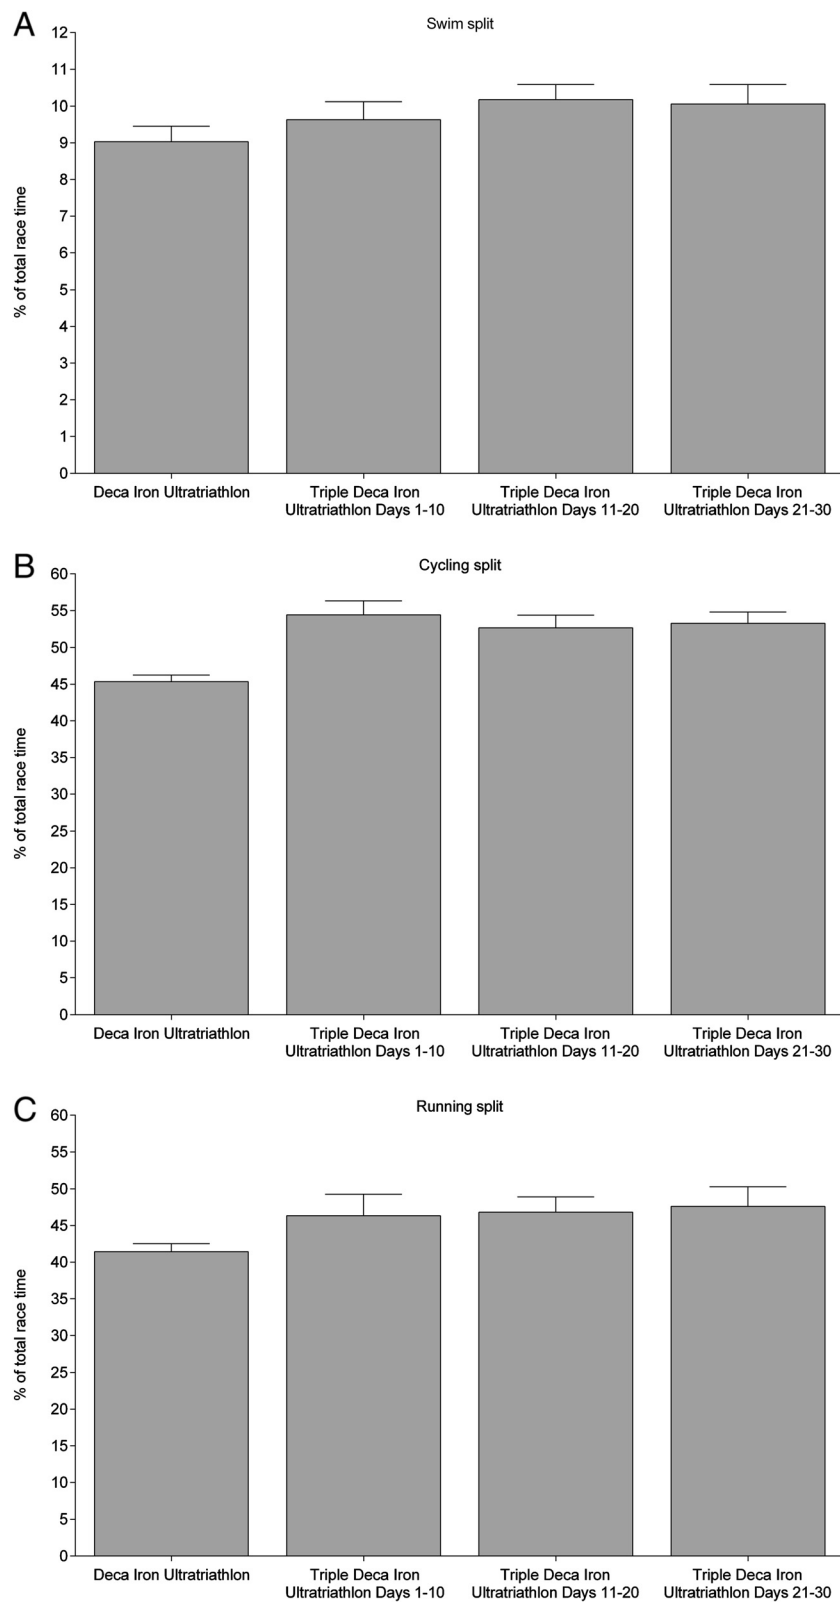 A
Swim split
12
11
10
9
8
7
6
5
4
3
2
1
0
% of total race time
Deca Iron Ultratriathlon
Triple Deca Iron
Ultratriathlon Days 1-10
Triple Deca Iron
Ultratriathlon Days 11-20
Triple Deca Iron
Ultratriathlon Days 21-30
B
Cycling split
60
55
50
45
40
35
30
25
20
15
10
5
0
% of total race time
Deca Iron Ultratriathlon
Triple Deca Iron
Ultratriathlon Days 1-10
Triple Deca Iron
Ultratriathlon Days 11-20
Triple Deca Iron
Ultratriathlon Days 21-30
C
Running split
60
55
50
45
40
35
30
25
20
15
10
5
0
% of total race time
Deca Iron Ultratriathlon
Triple Deca Iron
Ultratriathlon Days 1-10
Triple Deca Iron
Ultratriathlon Days 11-20
Triple Deca Iron
Ultratriathlon Days 21-30